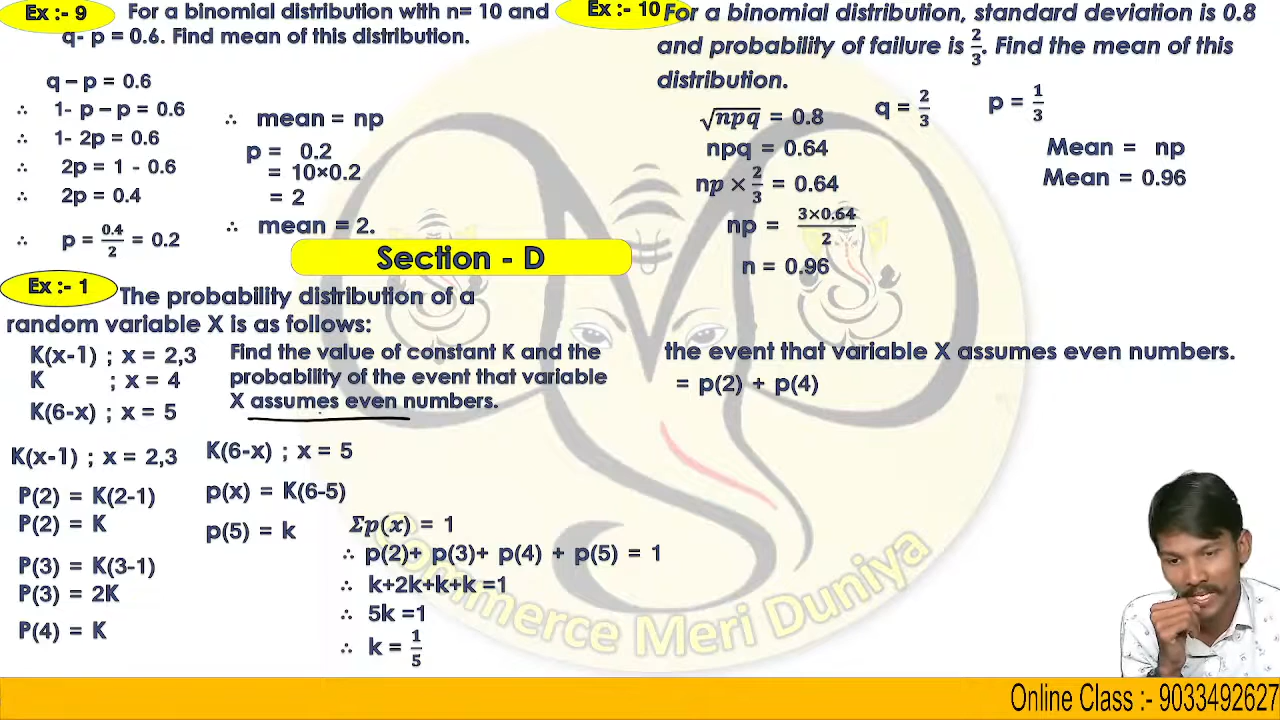 Ex :- 9
For a binomial distribution with n= 10 and
q- p = 0.6. Find mean of this distribution.
q – p = 0.6
∴ 1- p – p = 0.6
∴ 1- 2p = 0.6
∴ 2p = 1 - 0.6
∴ 2p = 0.4
∴ p = 0.4/2 = 0.2
∴ mean = np
p = 0.2
= 10×0.2
= 2
∴ mean = 2.
Ex :- 10
For a binomial distribution, standard deviation is 0.8
and probability of failure is 2/3. Find the mean of this
distribution.
√npq = 0.8
q = 2/3
p = 1/3
npq = 0.64
np × 2/3 = 0.64
np = 3×0.64/2
n = 0.96
Mean = np
Mean = 0.96
Section - D
Ex :- 1
The probability distribution of a
random variable X is as follows:
K(x-1) ; x = 2,3
K ; x = 4
K(6-x) ; x = 5
Find the value of constant K and the
probability of the event that variable
X assumes even numbers.
K(x-1) ; x = 2,3
P(2) = K(2-1)
P(2) = K
P(3) = K(3-1)
P(3) = 2K
P(4) = K
K(6-x) ; x = 5
p(x) = K(6-5)
p(5) = k
Σp(x) = 1
∴ p(2)+ p(3)+ p(4) + p(5) = 1
∴ k+2k+k+k =1
∴ 5k =1
∴ k = 1/5
the event that variable X assumes even numbers.
= p(2) + p(4)
Commerce Meri Duniya
Online Class :- 9033492627